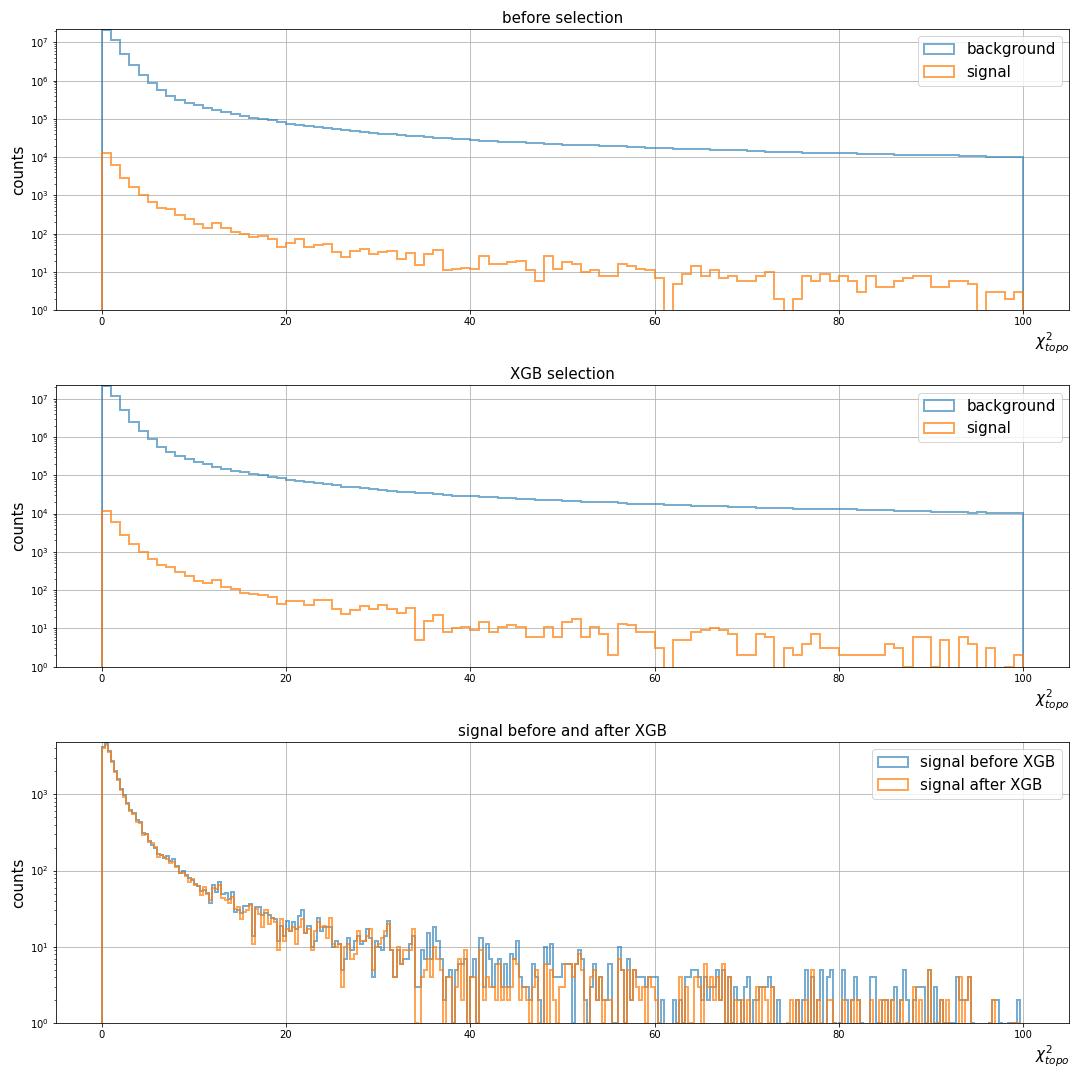 before selection
background
signal
counts
10⁷
10⁶
10⁵
10⁴
10³
10²
10¹
10⁰
0 20 40 60 80 100
χ²topo
XGB selection
background
signal
counts
10⁷
10⁶
10⁵
10⁴
10³
10²
10¹
10⁰
0 20 40 60 80 100
χ²topo
signal before and after XGB
signal before XGB
signal after XGB
counts
10³
10²
10¹
10⁰
0 20 40 60 80 100
χ²topo